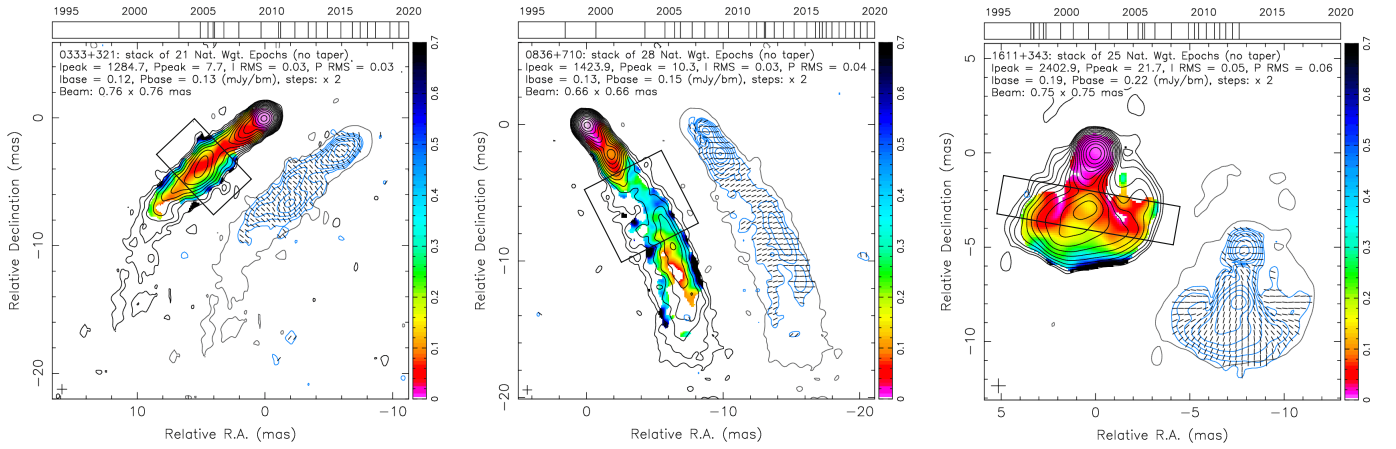 1995 2000 2005 2010 2015 2020
0333+321: stack of 21 Nat. Wgt. Epochs (no taper)
Ipeak = 1284.7, Ppeak = 7.7, I RMS = 0.03, P RMS = 0.03
Ibase = 0.12, Pbase = 0.13 (mJy/bm), steps: x 2
Beam: 0.76 x 0.76 mas
Relative Declination (mas)
0
−10
−20
10 0 −10
Relative R.A. (mas)
0.7
0.6
0.5
0.4
0.3
0.2
0.1
0
1995 2000 2005 2010 2015 2020
0836+710: stack of 28 Nat. Wgt. Epochs (no taper)
Ipeak = 1423.9, Ppeak = 10.3, I RMS = 0.03, P RMS = 0.04
Ibase = 0.13, Pbase = 0.15 (mJy/bm), steps: x 2
Beam: 0.66 x 0.66 mas
Relative Declination (mas)
0
−10
−20
0 −10 −20
Relative R.A. (mas)
0.7
0.6
0.5
0.4
0.3
0.2
0.1
0
1995 2000 2005 2010 2015 2020
1611+343: stack of 25 Nat. Wgt. Epochs (no taper)
Ipeak = 2402.9, Ppeak = 21.7, I RMS = 0.05, P RMS = 0.06
Ibase = 0.19, Pbase = 0.22 (mJy/bm), steps: x 2
Beam: 0.75 x 0.75 mas
Relative Declination (mas)
5
0
−5
−10
5 0 −5 −10
Relative R.A. (mas)
0.7
0.6
0.5
0.4
0.3
0.2
0.1
0